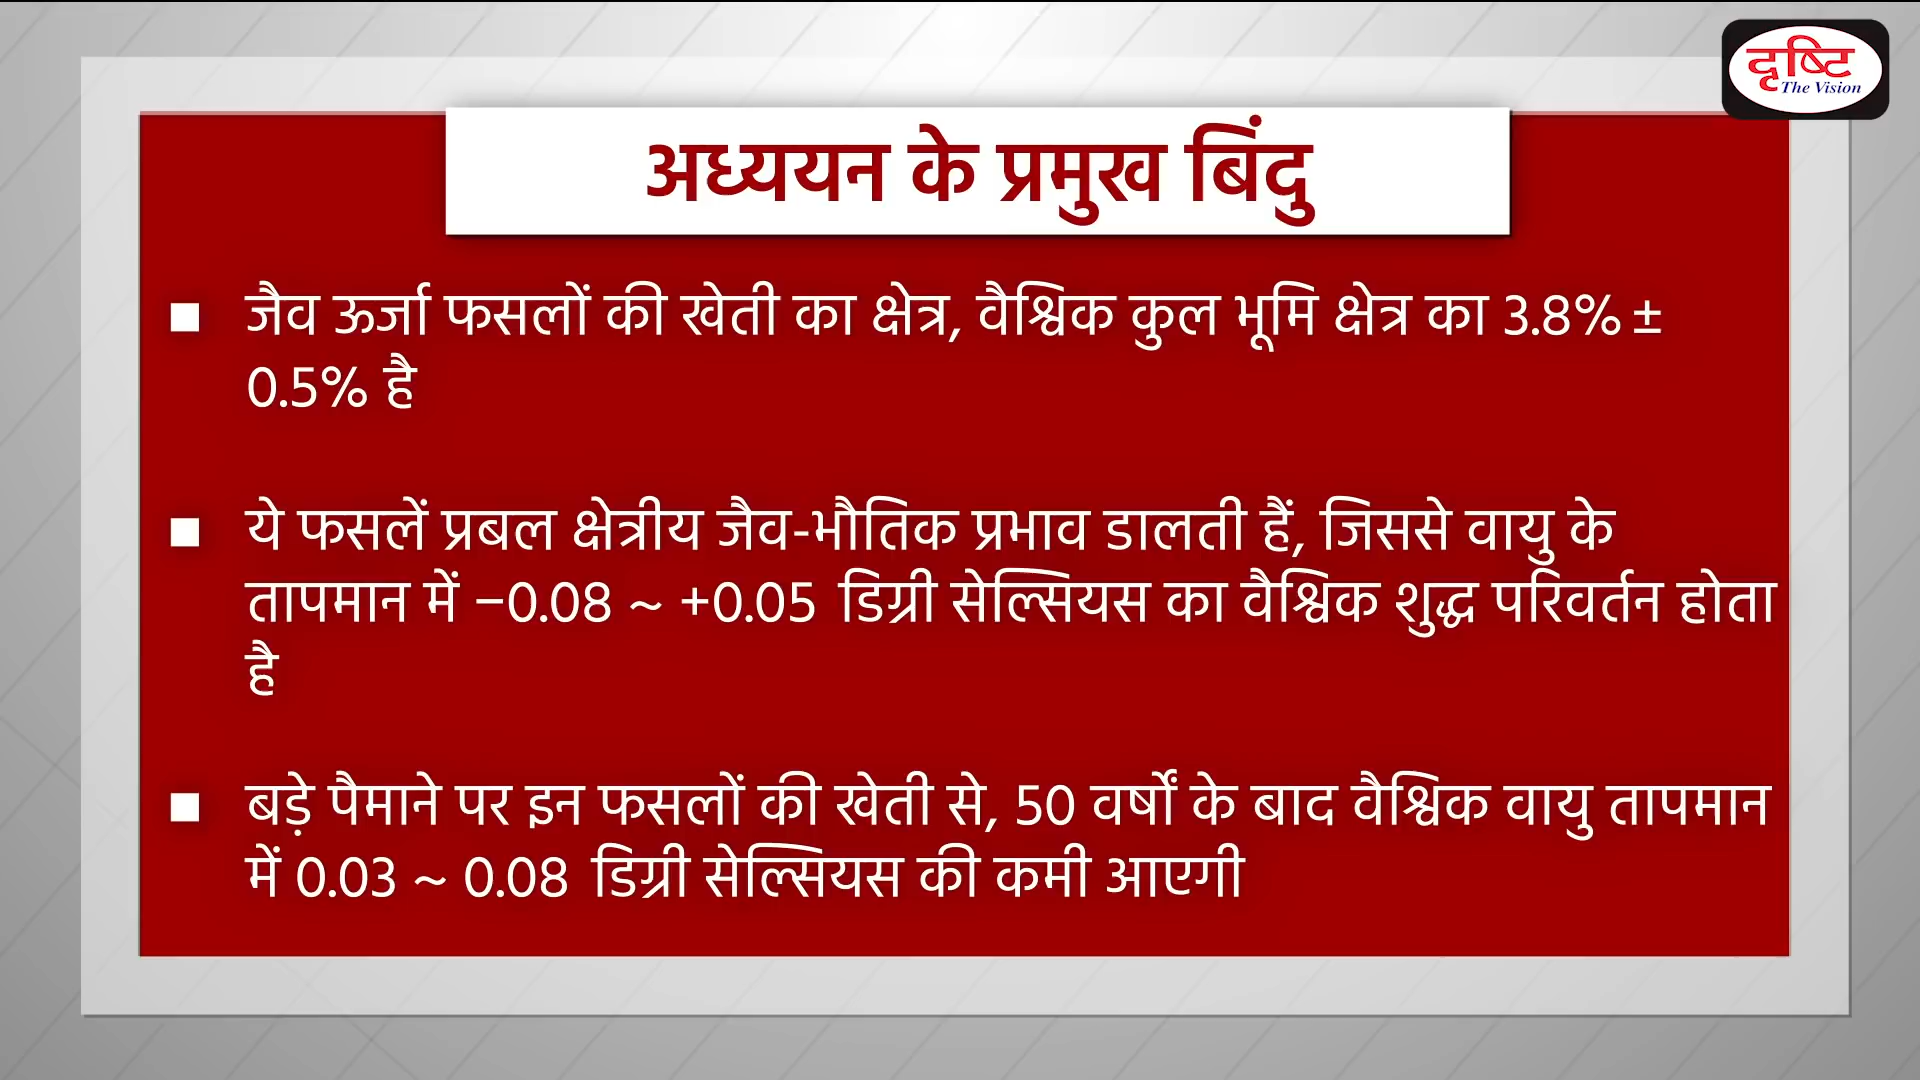 दृष्टि
The Vision
अध्ययन के प्रमुख बिंदु
■ जैव ऊर्जा फसलों की खेती का क्षेत्र, वैश्विक कुल भूमि क्षेत्र का 3.8% ±
0.5% है
■ ये फसलें प्रबल क्षेत्रीय जैव-भौतिक प्रभाव डालती हैं, जिससे वायु के
तापमान में −0.08 ~ +0.05 डिग्री सेल्सियस का वैश्विक शुद्ध परिवर्तन होता
है
■ बड़े पैमाने पर इन फसलों की खेती से, 50 वर्षों के बाद वैश्विक वायु तापमान
में 0.03 ~ 0.08 डिग्री सेल्सियस की कमी आएगी